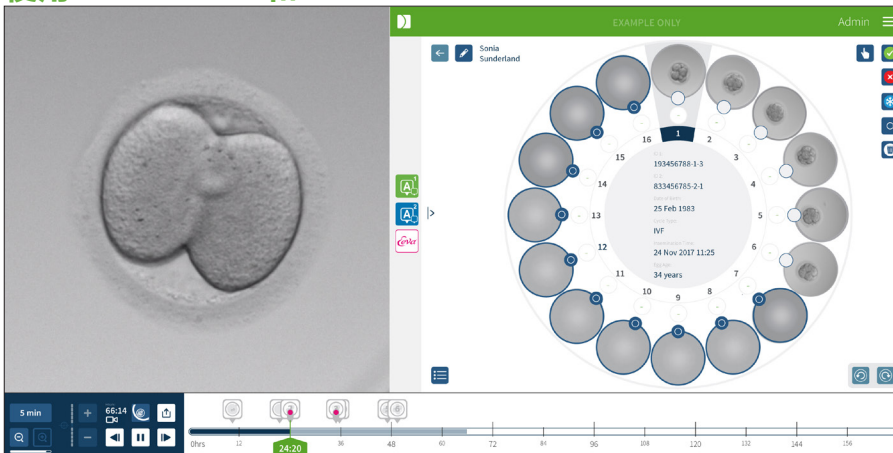 EXAMPLE ONLY
Admin
Sonia
Sunderland
1
2
3
4
5
6
7
8
9
10
11
12
13
14
15
16
193456788-1-3
833456785-2-1
25 Feb 1983
IVF
24 Nov 2017 11:25
34 years
A 1
A 2
eeva
5 min
66:14
0hrs 12 36 48 60 72 84 96 108 120 132 144 156
24:20